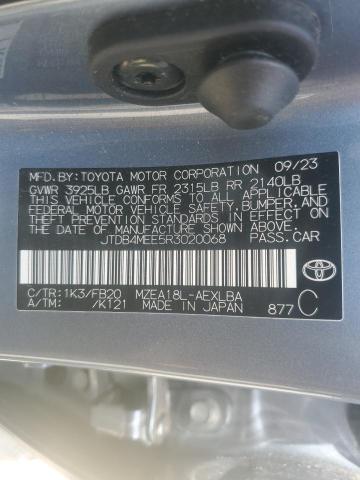 MFD.BY:TOYOTA MOTOR CORPORATION 09/23
GVWR 3925LB GAWR FR 2315LB RR 2140LB
THIS VEHICLE CONFORMS TO ALL APPLICABLE
FEDERAL MOTOR VEHICLE SAFETY,BUMPER,AND
THEFT PREVENTION STANDARDS IN EFFECT ON
THE DATE OF MANUFACTURE SHOWN ABOVE.
JTDB4MEE5R3020068 PASS.CAR
C/TR:1K3/FB20 MZEA18L-AEXLBA
A/TM: /K121 MADE IN JAPAN 877 C
TOYOTA